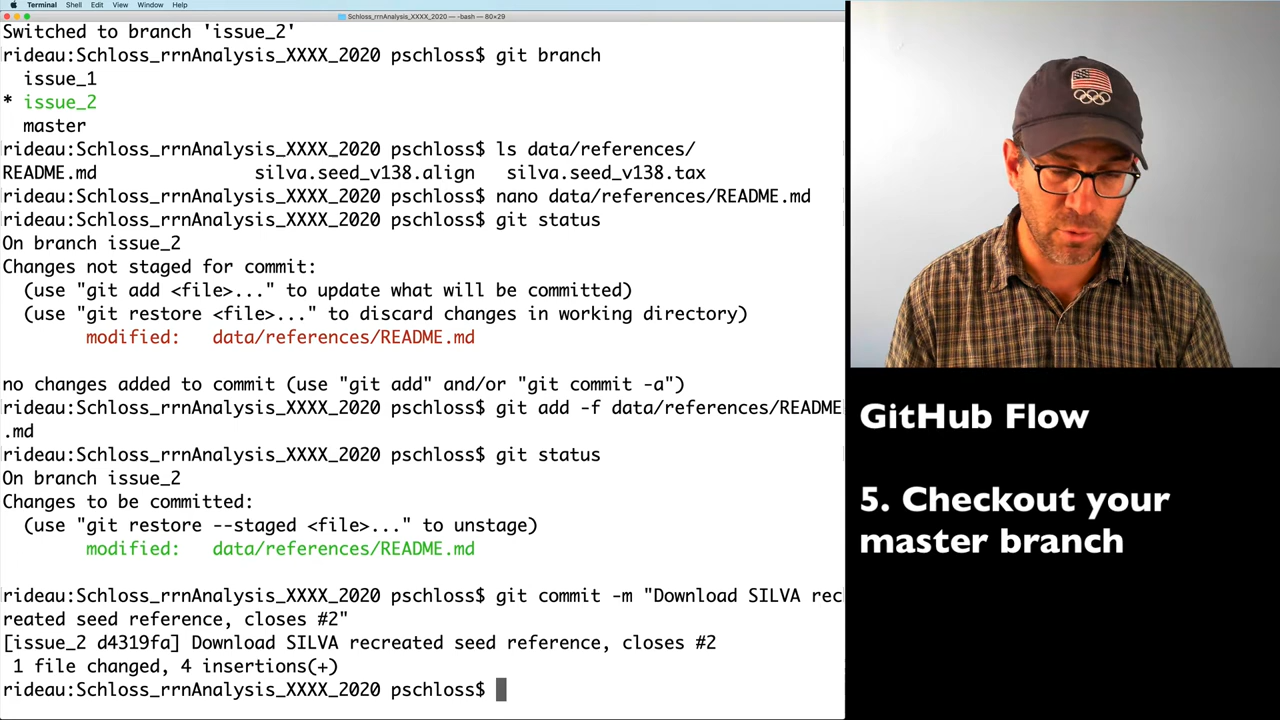 Terminal Shell Edit View Window Help
Schloss_rrnAnalysis_XXXX_2020 — -bash — 80×29
Switched to branch 'issue_2'
rideau:Schloss_rrnAnalysis_XXXX_2020 pschloss$ git branch
issue_1
* issue_2
master
rideau:Schloss_rrnAnalysis_XXXX_2020 pschloss$ ls data/references/
README.md silva.seed_v138.align silva.seed_v138.tax
rideau:Schloss_rrnAnalysis_XXXX_2020 pschloss$ nano data/references/README.md
rideau:Schloss_rrnAnalysis_XXXX_2020 pschloss$ git status
On branch issue_2
Changes not staged for commit:
(use "git add <file>..." to update what will be committed)
(use "git restore <file>..." to discard changes in working directory)
modified: data/references/README.md
no changes added to commit (use "git add" and/or "git commit -a")
rideau:Schloss_rrnAnalysis_XXXX_2020 pschloss$ git add -f data/references/README
.md
rideau:Schloss_rrnAnalysis_XXXX_2020 pschloss$ git status
On branch issue_2
Changes to be committed:
(use "git restore --staged <file>..." to unstage)
modified: data/references/README.md
rideau:Schloss_rrnAnalysis_XXXX_2020 pschloss$ git commit -m "Download SILVA rec
reated seed reference, closes #2"
[issue_2 d4319fa] Download SILVA recreated seed reference, closes #2
1 file changed, 4 insertions(+)
rideau:Schloss_rrnAnalysis_XXXX_2020 pschloss$
GitHub Flow
5. Checkout your
master branch